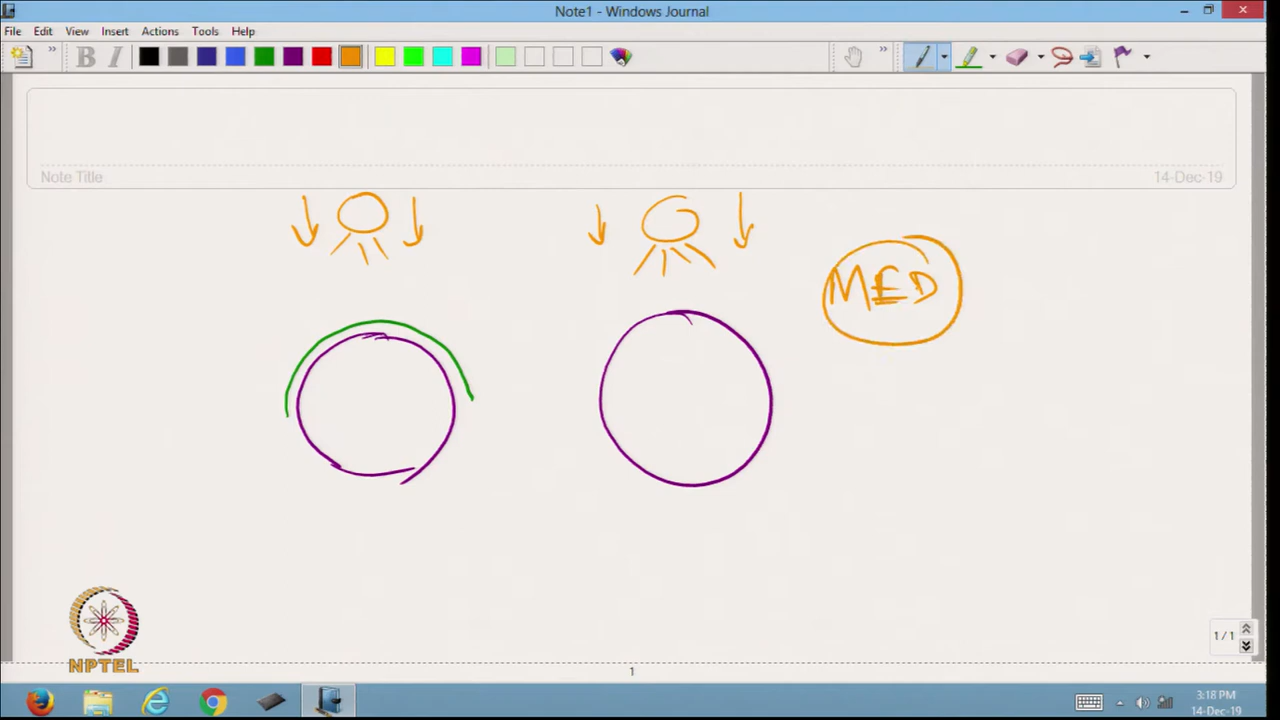 Note1 - Windows Journal
File Edit View Insert Actions Tools Help
B I
Note Title
14-Dec-19
MED
NPTEL
1 / 1
1
3:18 PM
14-Dec-19